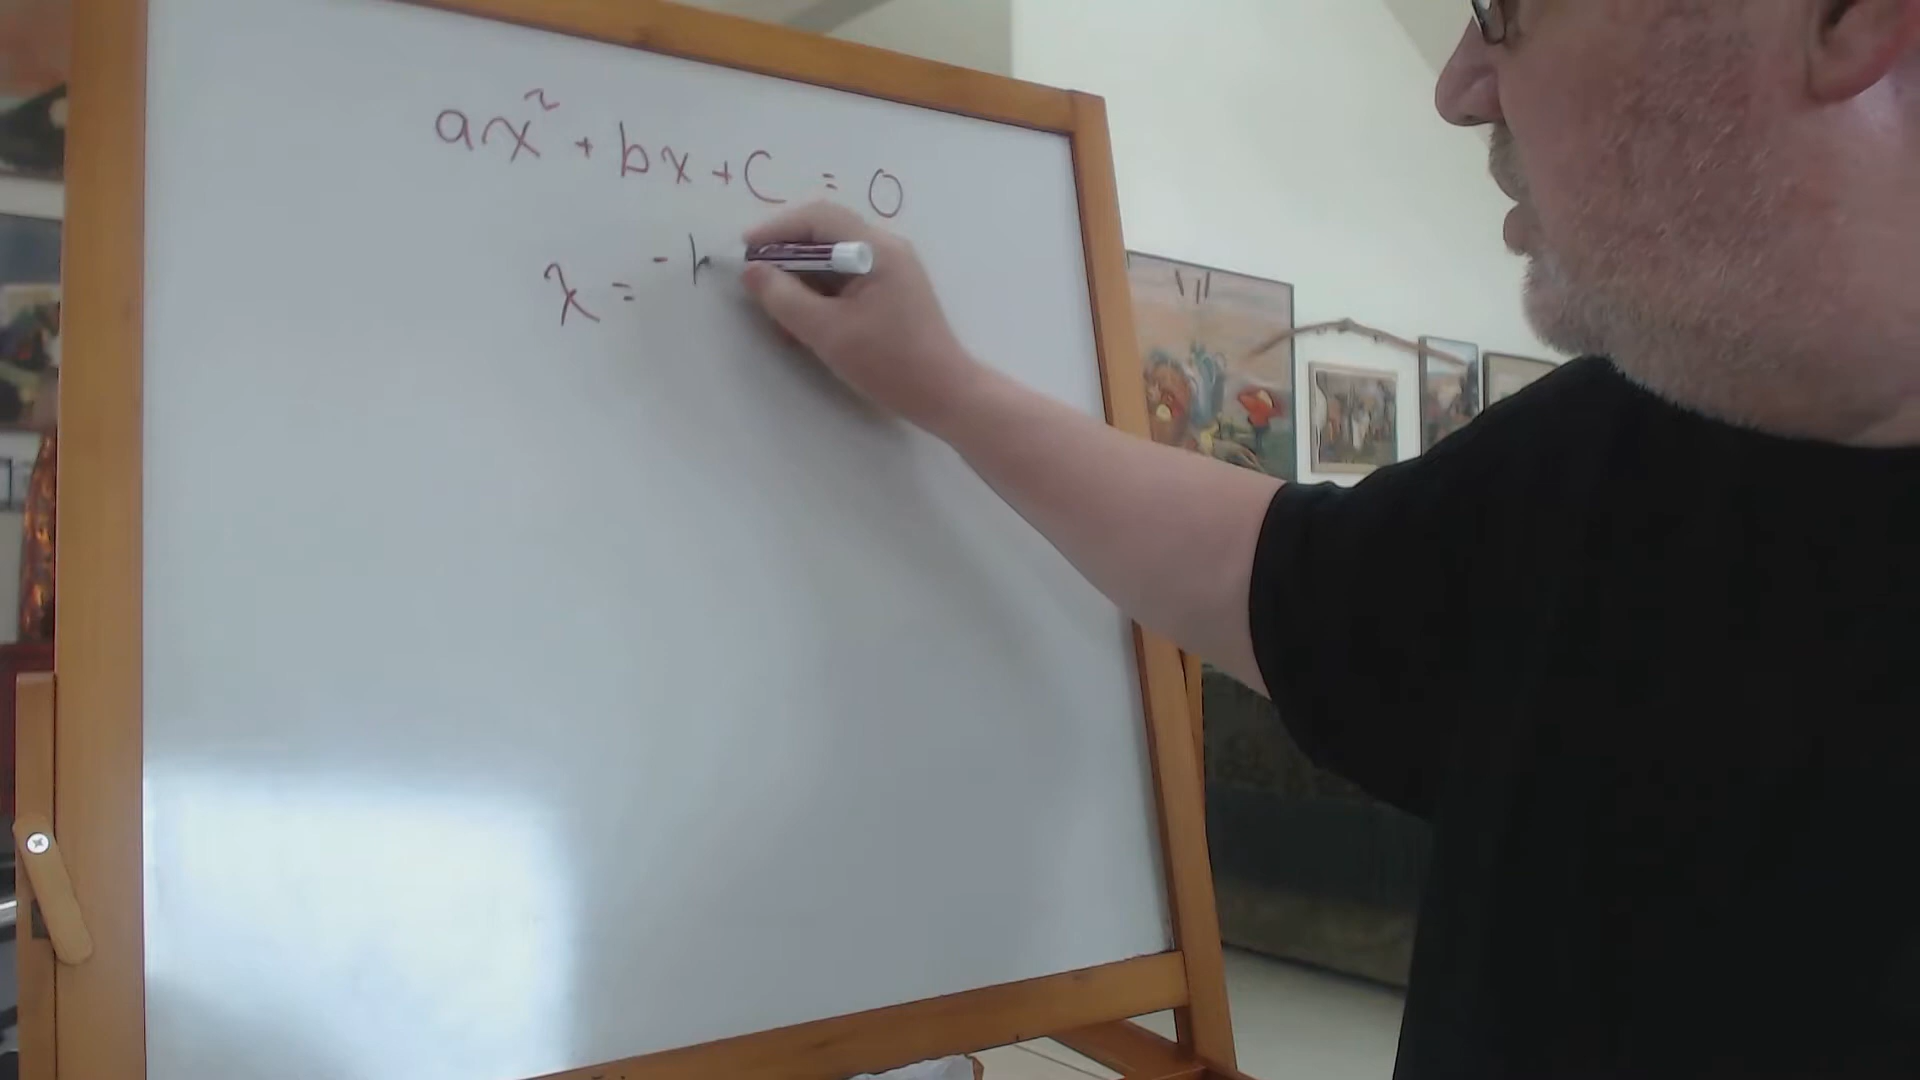 ax² + bx + c = 0
x = - b